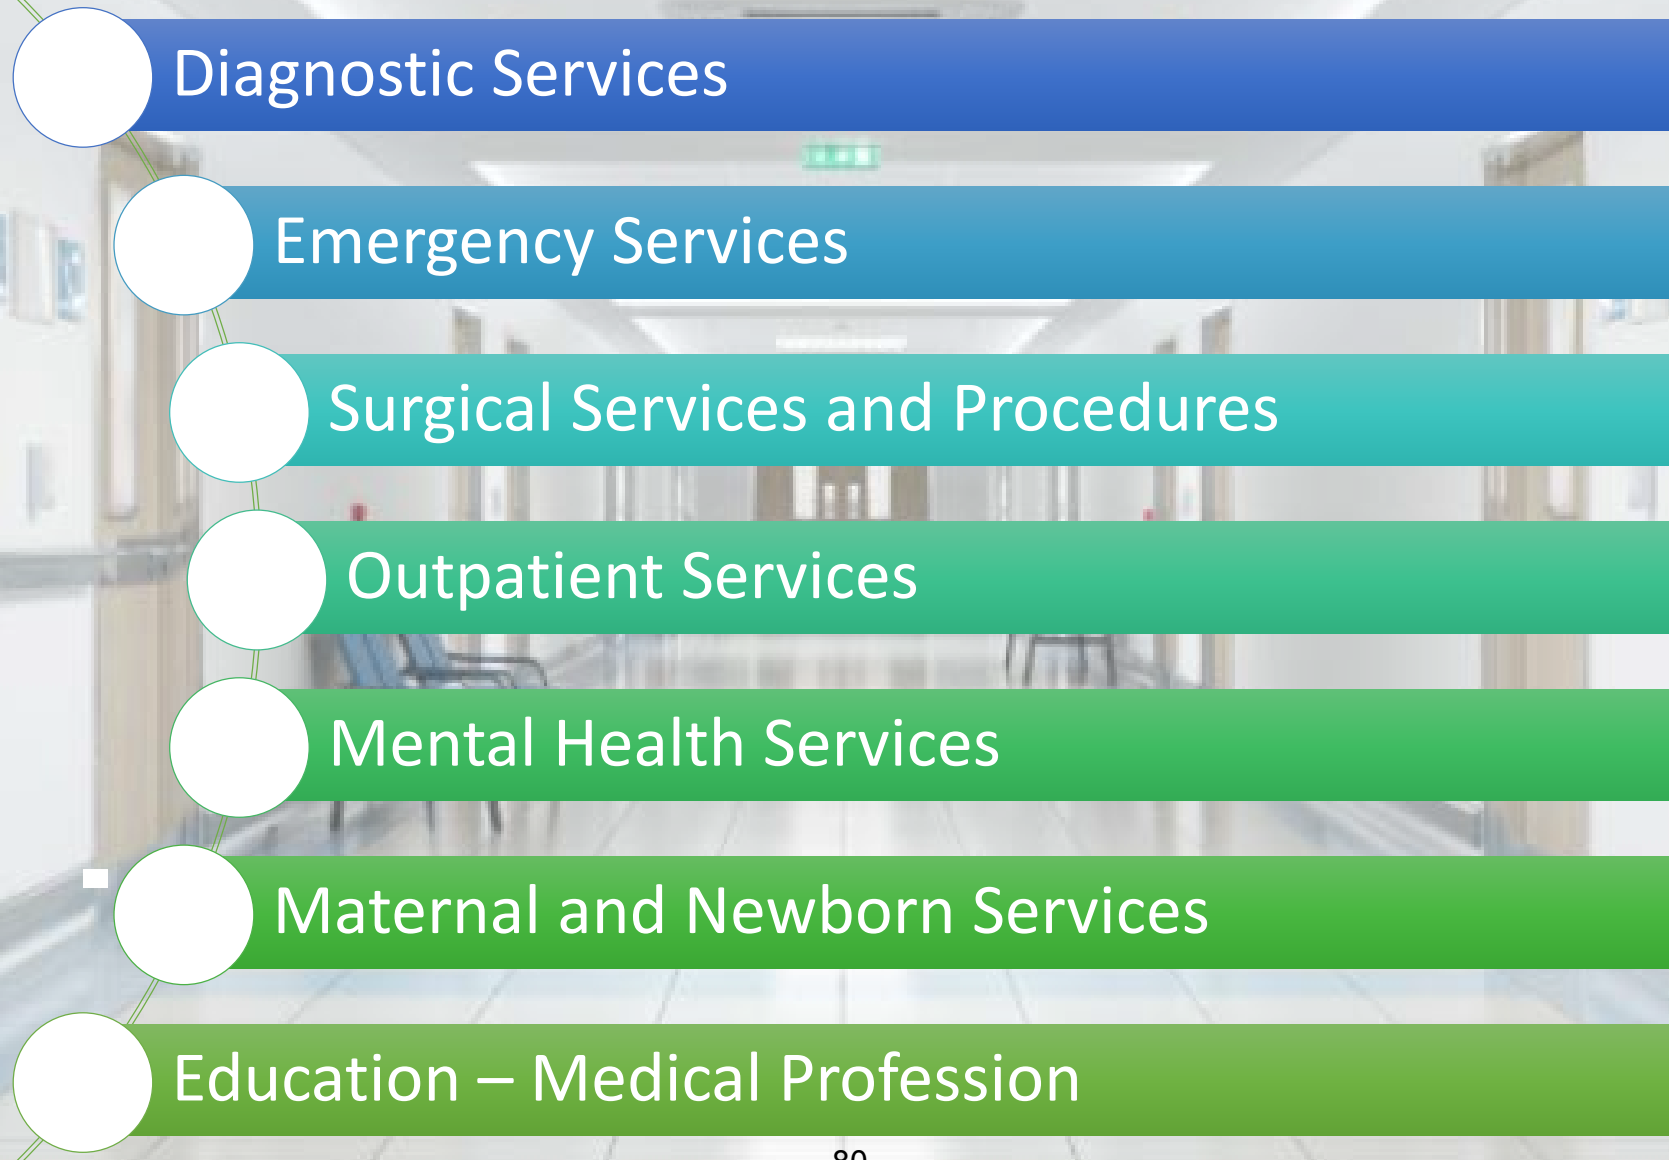 Diagnostic Services
Emergency Services
Surgical Services and Procedures
Outpatient Services
Mental Health Services
Maternal and Newborn Services
Education – Medical Profession
80